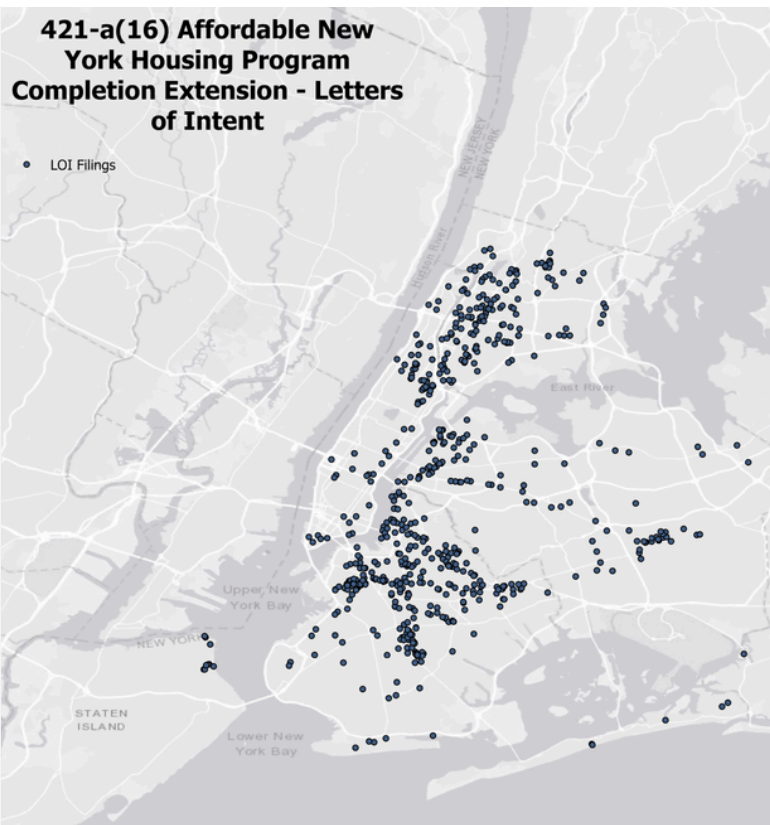 421-a(16) Affordable New
York Housing Program
Completion Extension - Letters
of Intent
LOI Filings
NEW JERSEY
NEW YORK
Hudson River
East River
Upper New
York Bay
NEW YORK
STATEN
ISLAND
Lower New
York Bay